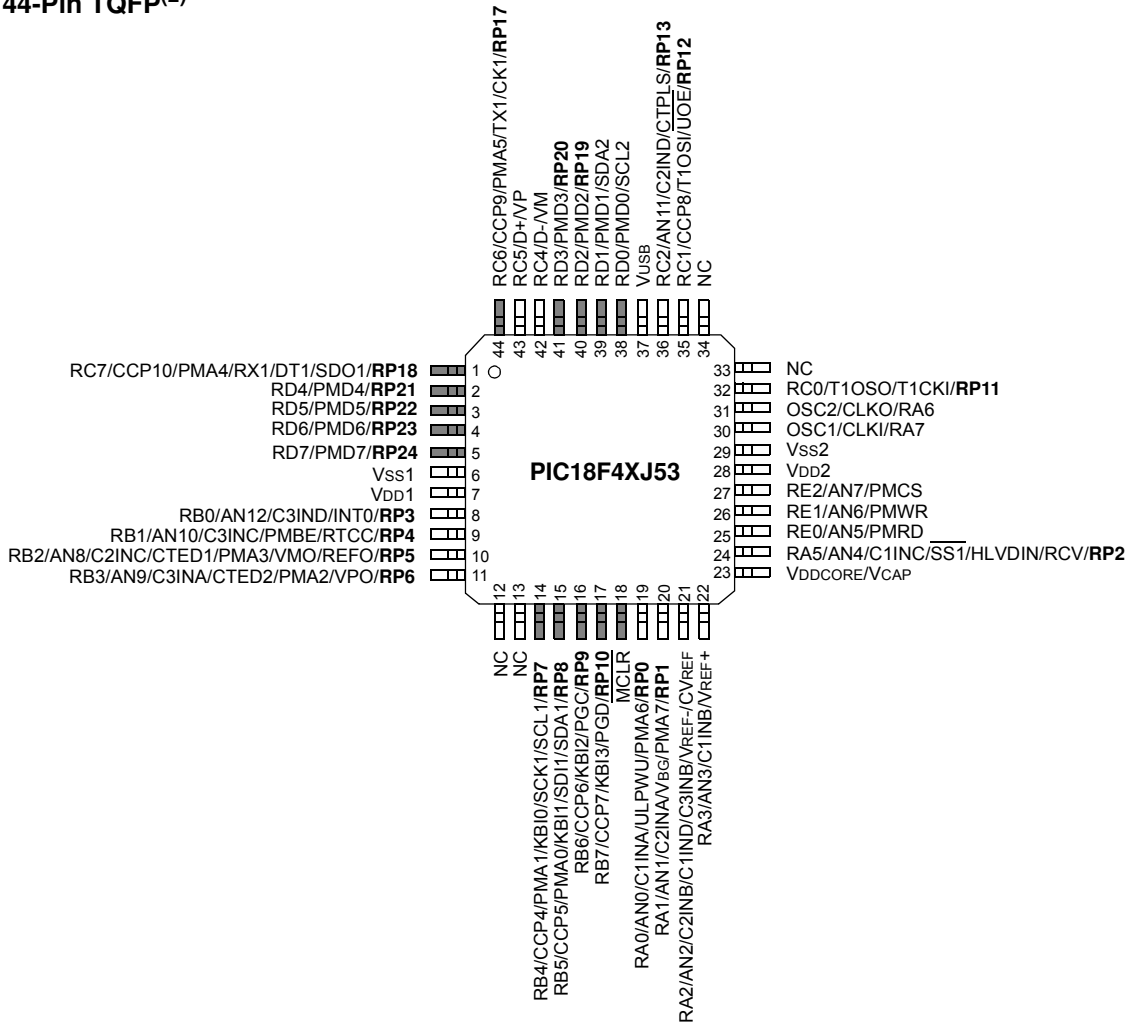 44-Pin TQFP
RC6/CCP9/PMA5/TX1/CK1/RP17
RC5/D+/VP
RC4/D-/VM
RD3/PMD3/RP20
RD2/PMD2/RP19
RD1/PMD1/SDA2
RD0/PMD0/SCL2
VUSB
RC2/AN11/C2IND/CTPLS/RP13
RC1/CCP8/T1OSI/UOE/RP12
NC
44
43
42
41
40
39
38
37
36
35
34
RC7/CCP10/PMA4/RX1/DT1/SDO1/RP18 1
RD4/PMD4/RP21 2
RD5/PMD5/RP22 3
RD6/PMD6/RP23 4
RD7/PMD7/RP24 5
VSS1 6
VDD1 7
RB0/AN12/C3IND/INT0/RP3 8
RB1/AN10/C3INC/PMBE/RTCC/RP4 9
RB2/AN8/C2INC/CTED1/PMA3/VMO/REFO/RP5 10
RB3/AN9/C3INA/CTED2/PMA2/VPO/RP6 11
PIC18F4XJ53
33 NC
32 RC0/T1OSO/T1CKI/RP11
31 OSC2/CLKO/RA6
30 OSC1/CLKI/RA7
29 VSS2
28 VDD2
27 RE2/AN7/PMCS
26 RE1/AN6/PMWR
25 RE0/AN5/PMRD
24 RA5/AN4/C1INC/SS1/HLVDIN/RCV/RP2
23 VDDCORE/VCAP
12
13
14
15
16
17
18
19
20
21
22
NC
NC
RB4/CCP4/PMA1/KBI0/SCK1/SCL1/RP7
RB5/CCP5/PMA0/KBI1/SDI1/SDA1/RP8
RB6/CCP6/KBI2/PGC/RP9
RB7/CCP7/KBI3/PGD/RP10
MCLR
RA0/AN0/C1INA/ULPWU/PMA6/RP0
RA1/AN1/C2INA/VBG/PMA7/RP1
RA2/AN2/C2INB/C1IND/C3INB/VREF-/CVREF
RA3/AN3/C1INB/VREF+